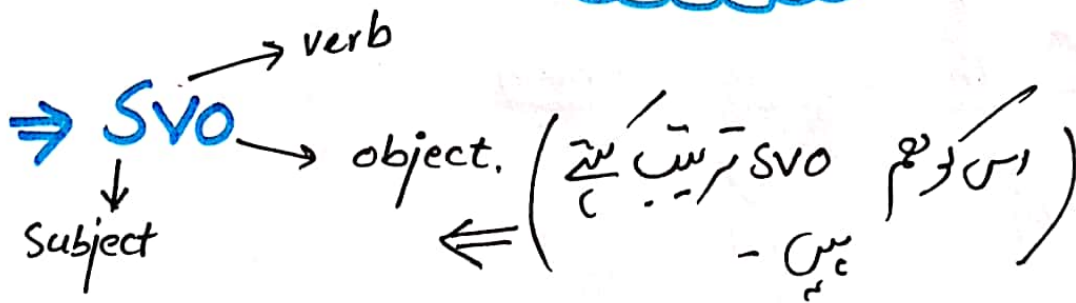 verb
⇒ SVO → object. (اس کو ہم SVO ترتیب کہتے
Subject ⇐ ہیں -)